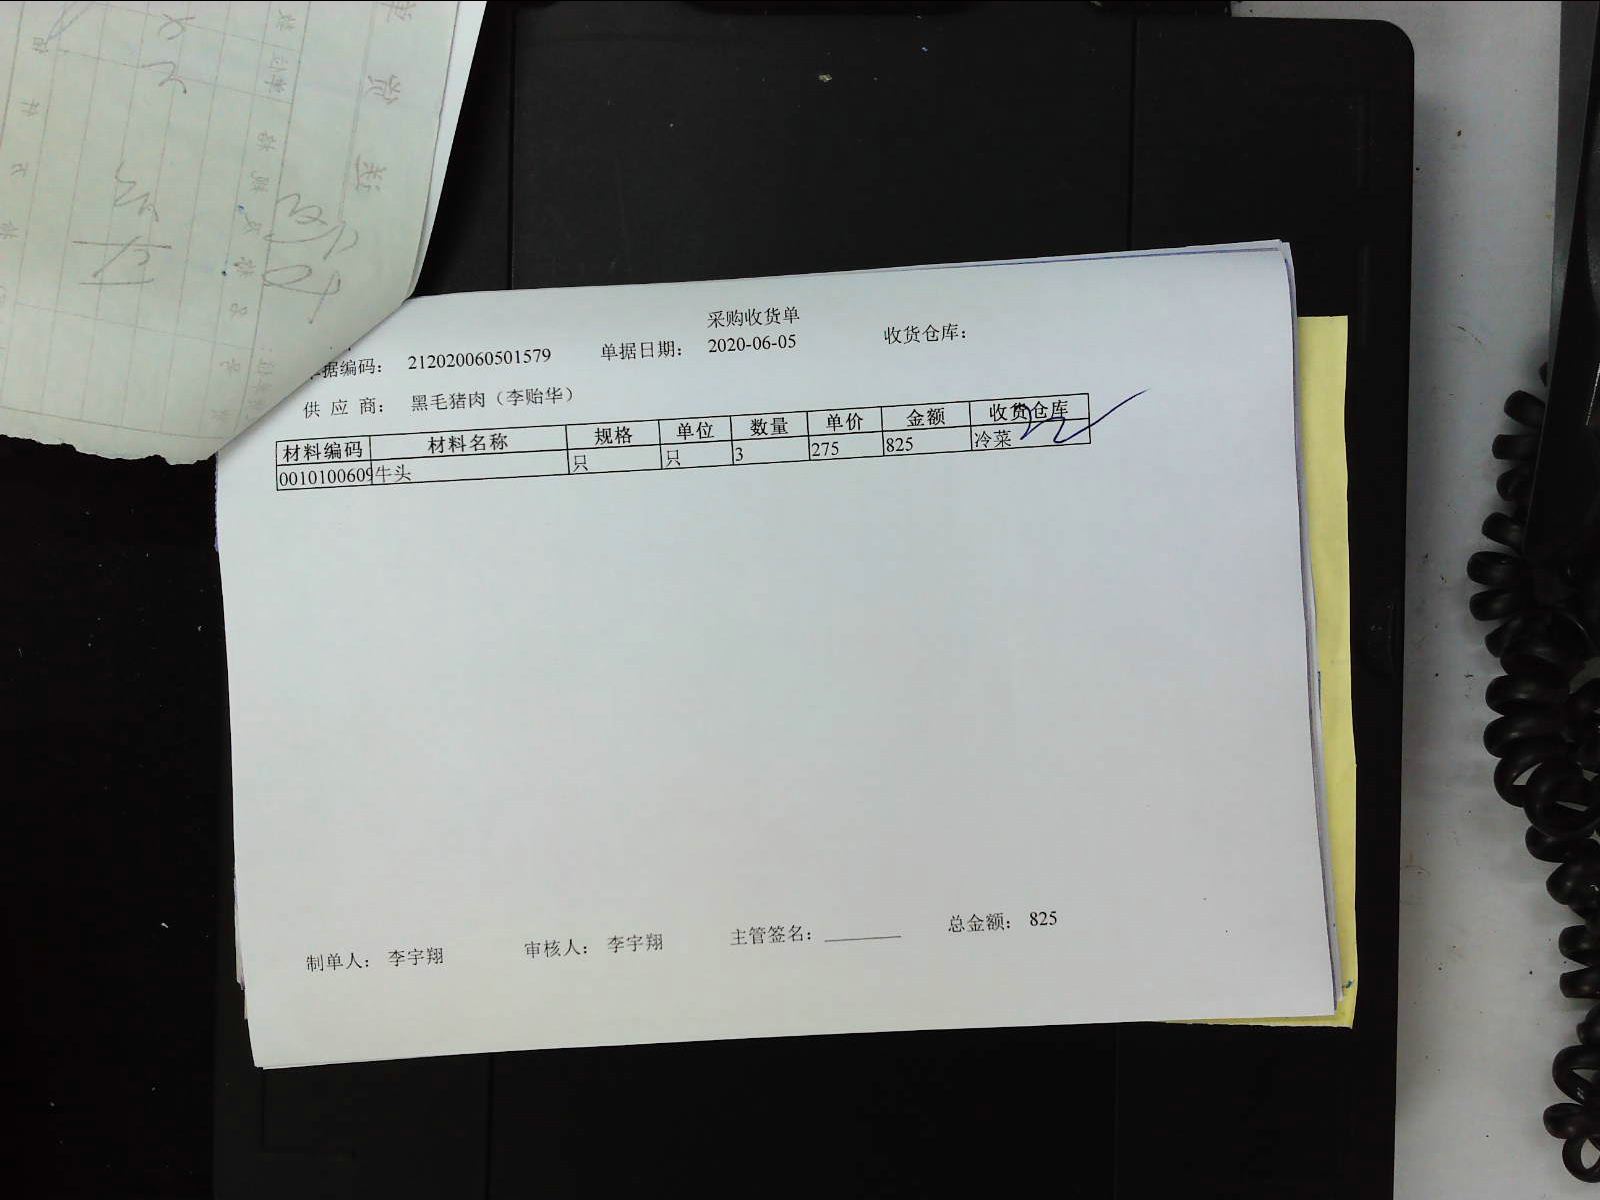 采购收货单
单据编码： 212020060501579 单据日期： 2020-06-05 收货仓库：
供 应 商： 黑毛猪肉（李贻华）
材料编码 材料名称 规格 单位 数量 单价 金额 收货仓库
0010100609 牛头 只 只 3 275 825 冷菜
制单人： 李宇翔 审核人： 李宇翔 主管签名： 总金额： 825